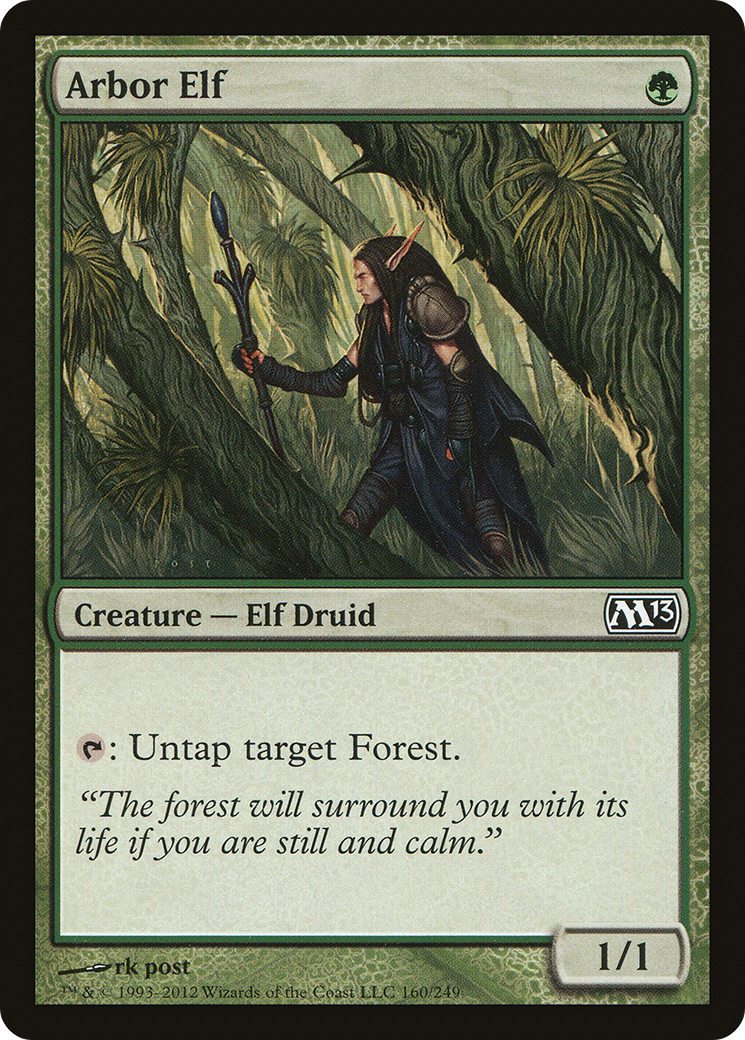 Arbor Elf
POST
Creature — Elf Druid
M13
: Untap target Forest.
“The forest will surround you with its
life if you are still and calm.”
1/1
rk post
™ & © 1993–2012 Wizards of the Coast LLC 160/249